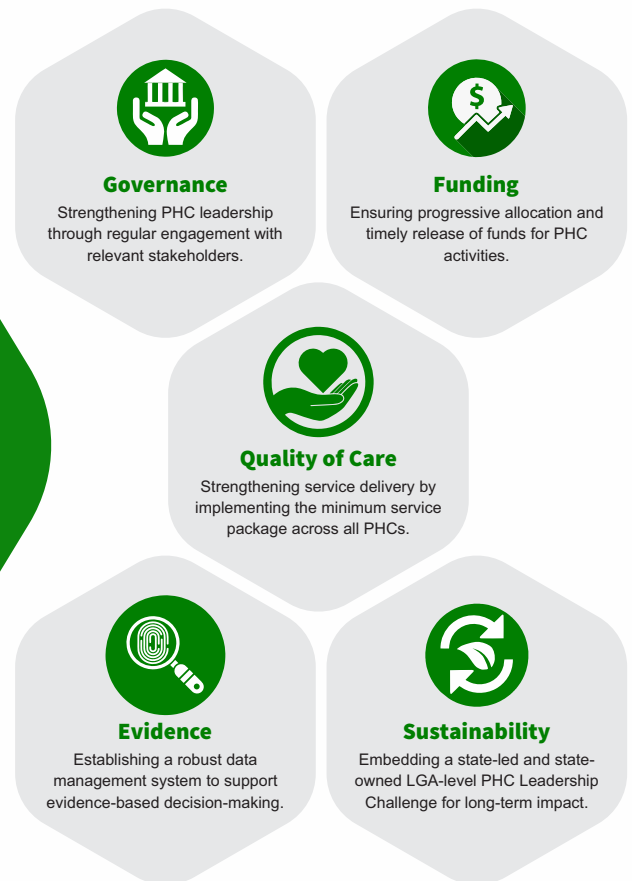 Governance
Strengthening PHC leadership
through regular engagement with
relevant stakeholders.
$
Funding
Ensuring progressive allocation and
timely release of funds for PHC
activities.
Quality of Care
Strengthening service delivery by
implementing the minimum service
package across all PHCs.
Evidence
Establishing a robust data
management system to support
evidence-based decision-making.
Sustainability
Embedding a state-led and state-
owned LGA-level PHC Leadership
Challenge for long-term impact.